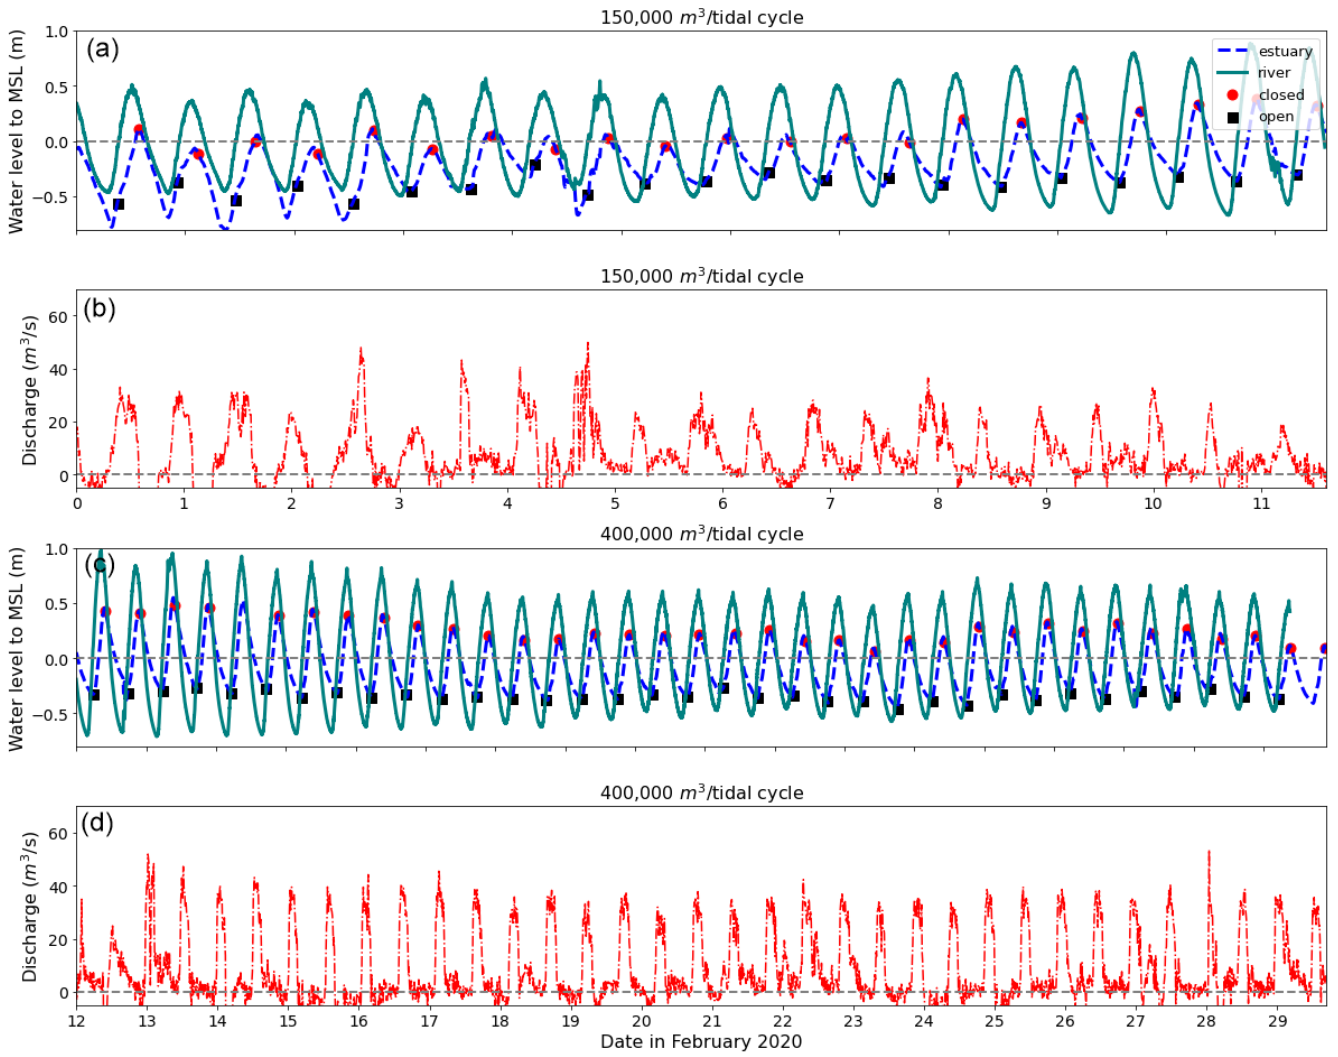 150,000 m³/tidal cycle
(a)
Water level to MSL (m)
1.0
0.5
0.0
−0.5
estuary
river
closed
open
150,000 m³/tidal cycle
(b)
Discharge (m³/s)
60
40
20
0
0 1 2 3 4 5 6 7 8 9 10 11
400,000 m³/tidal cycle
(c)
Water level to MSL (m)
1.0
0.5
0.0
−0.5
400,000 m³/tidal cycle
(d)
Discharge (m³/s)
60
40
20
0
12 13 14 15 16 17 18 19 20 21 22 23 24 25 26 27 28 29
Date in February 2020